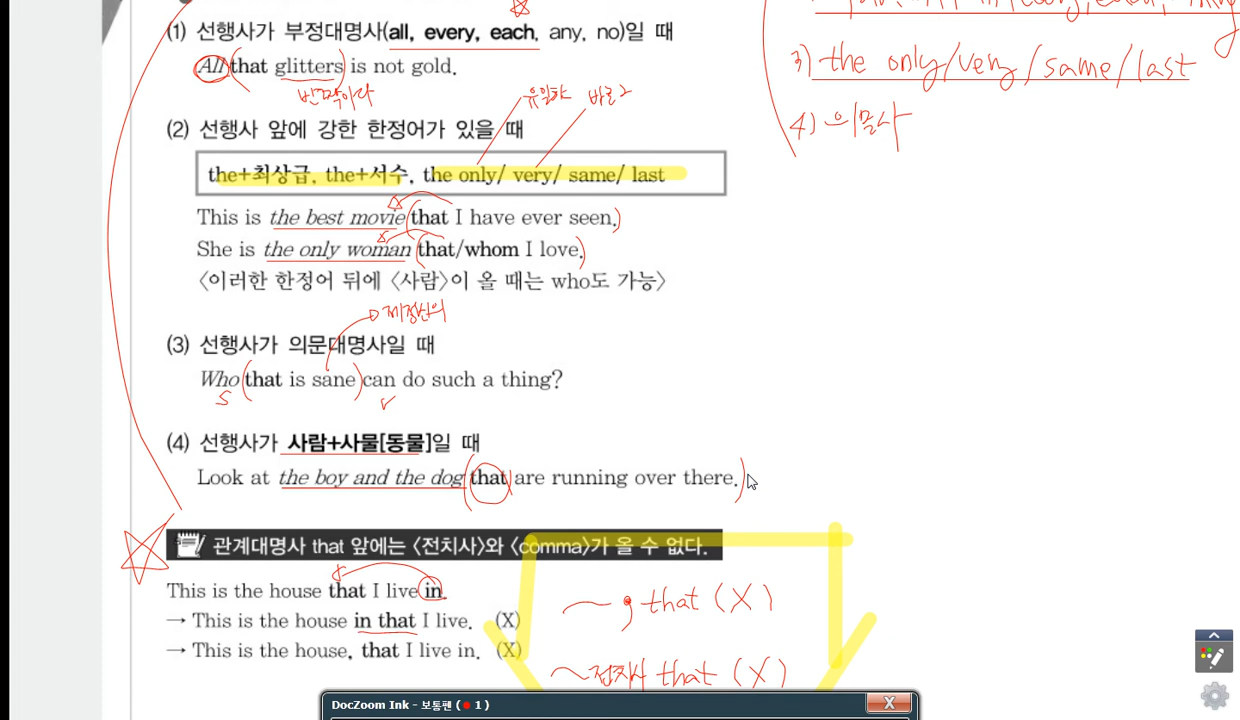 (1) 선행사가 부정대명사(all, every, each, any, no)일 때
All that glitters is not gold.
반짝이다
유일한 바로그
(2) 선행사 앞에 강한 한정어가 있을 때
the+최상급, the+서수, the only/ very/ same/ last
This is the best movie that I have ever seen.
She is the only woman that/whom I love.
〈이러한 한정어 뒤에 〈사람〉이 올 때는 who도 가능〉
제정신의
(3) 선행사가 의문대명사일 때
Who that is sane can do such a thing?
S V
(4) 선행사가 사람+사물[동물]일 때
Look at the boy and the dog that are running over there.
관계대명사 that 앞에는 〈전치사〉와 〈comma〉가 올 수 없다.
This is the house that I live in.
→ This is the house in that I live. (X)
→ This is the house, that I live in. (X)
3) the only/very/same/last
4) 의문사
~ , that (X)
~전치사 that (X)
DocZoom Ink - 보통펜 ( 1 )
X